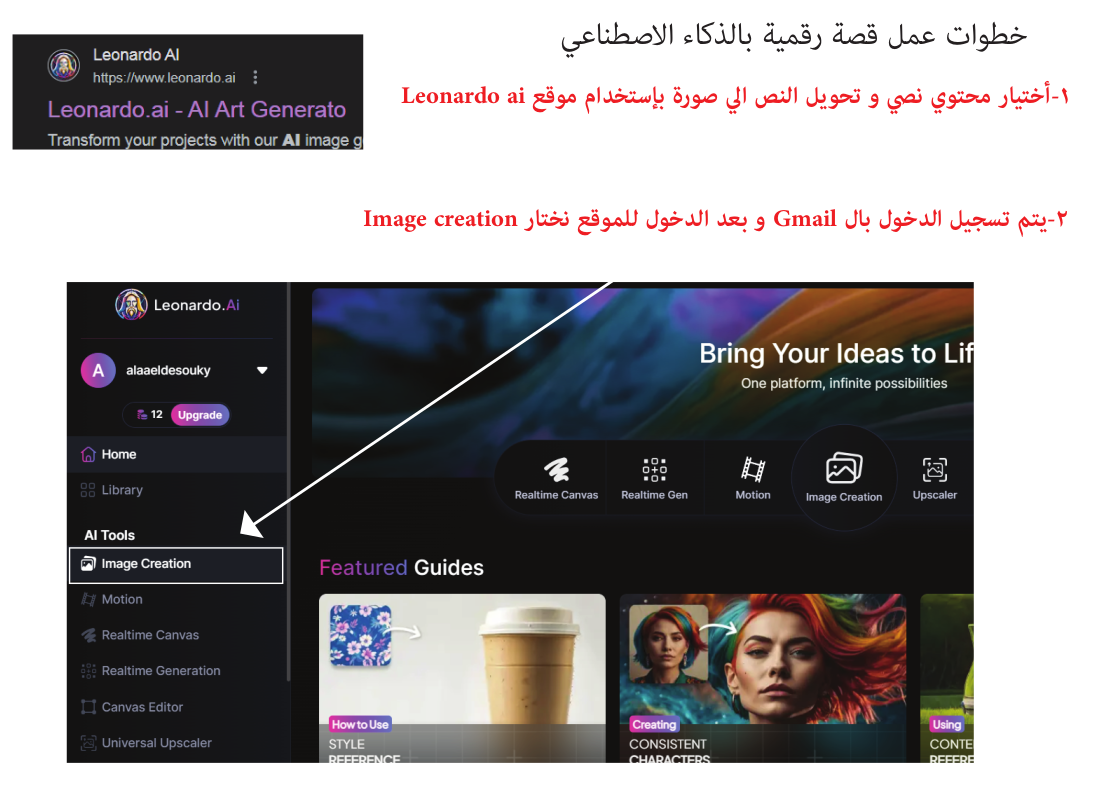 خطوات عمل قصة رقمية بالذكاء الاصطناعي
Leonardo AI
https://www.leonardo.ai
Leonardo.ai - AI Art Generato
Transform your projects with our AI image g
١-أختيار محتوي نصي و تحويل النص الي صورة بإستخدام موقع Leonardo ai
٢-يتم تسجيل الدخول بال Gmail و بعد الدخول للموقع نختار Image creation
Leonardo.Ai
A
alaaeldesouky
12
Upgrade
Home
Library
AI Tools
Image Creation
Motion
Realtime Canvas
Realtime Generation
Canvas Editor
Universal Upscaler
Bring Your Ideas to Lif
One platform, infinite possibilities
Realtime Canvas
Realtime Gen
Motion
Image Creation
Upscaler
Featured Guides
How to Use
STYLE
REFERENCE
Creating
CONSISTENT
CHARACTERS
Using
CONTE
REFERE